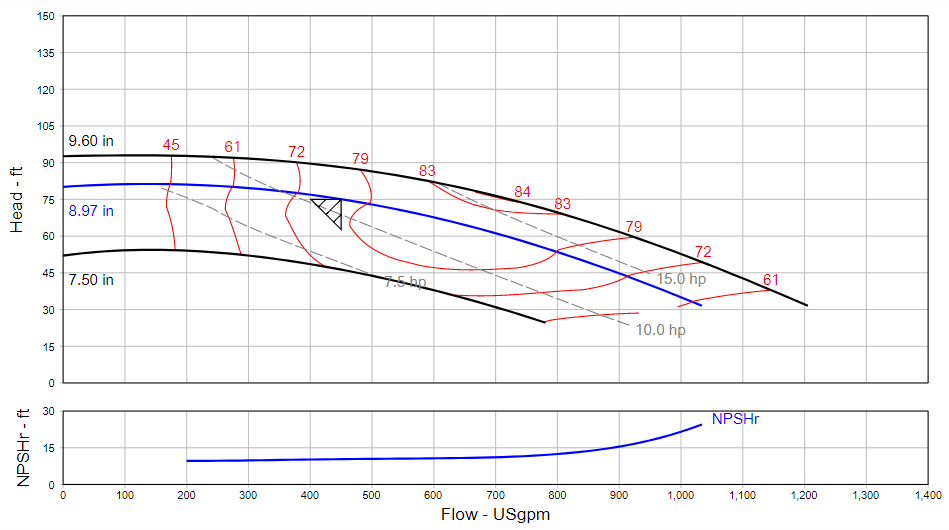 150
135
120
105
90
75
60
45
30
15
0
Head - ft
9.60 in
8.97 in
7.50 in
45
61
72
79
83
84
83
79
72
61
7.5 hp
15.0 hp
10.0 hp
30
15
0
NPSHr - ft
NPSHr
0 100 200 300 400 500 600 700 800 900 1,000 1,100 1,200 1,300 1,400
Flow - USgpm